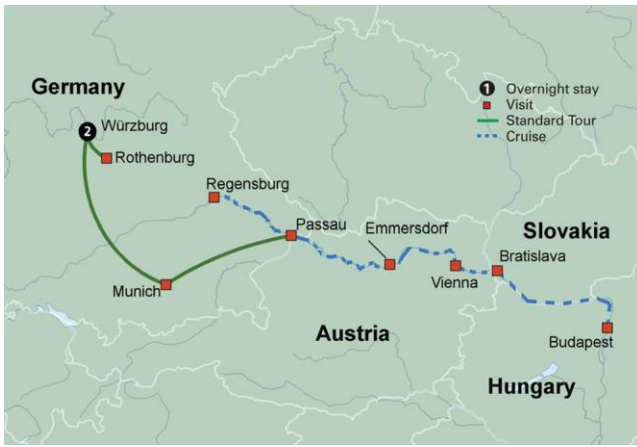 Germany
1 Overnight stay
Visit
Standard Tour
Cruise
2 Würzburg
Rothenburg
Regensburg
Passau
Emmersdorf
Slovakia
Bratislava
Vienna
Munich
Austria
Budapest
Hungary